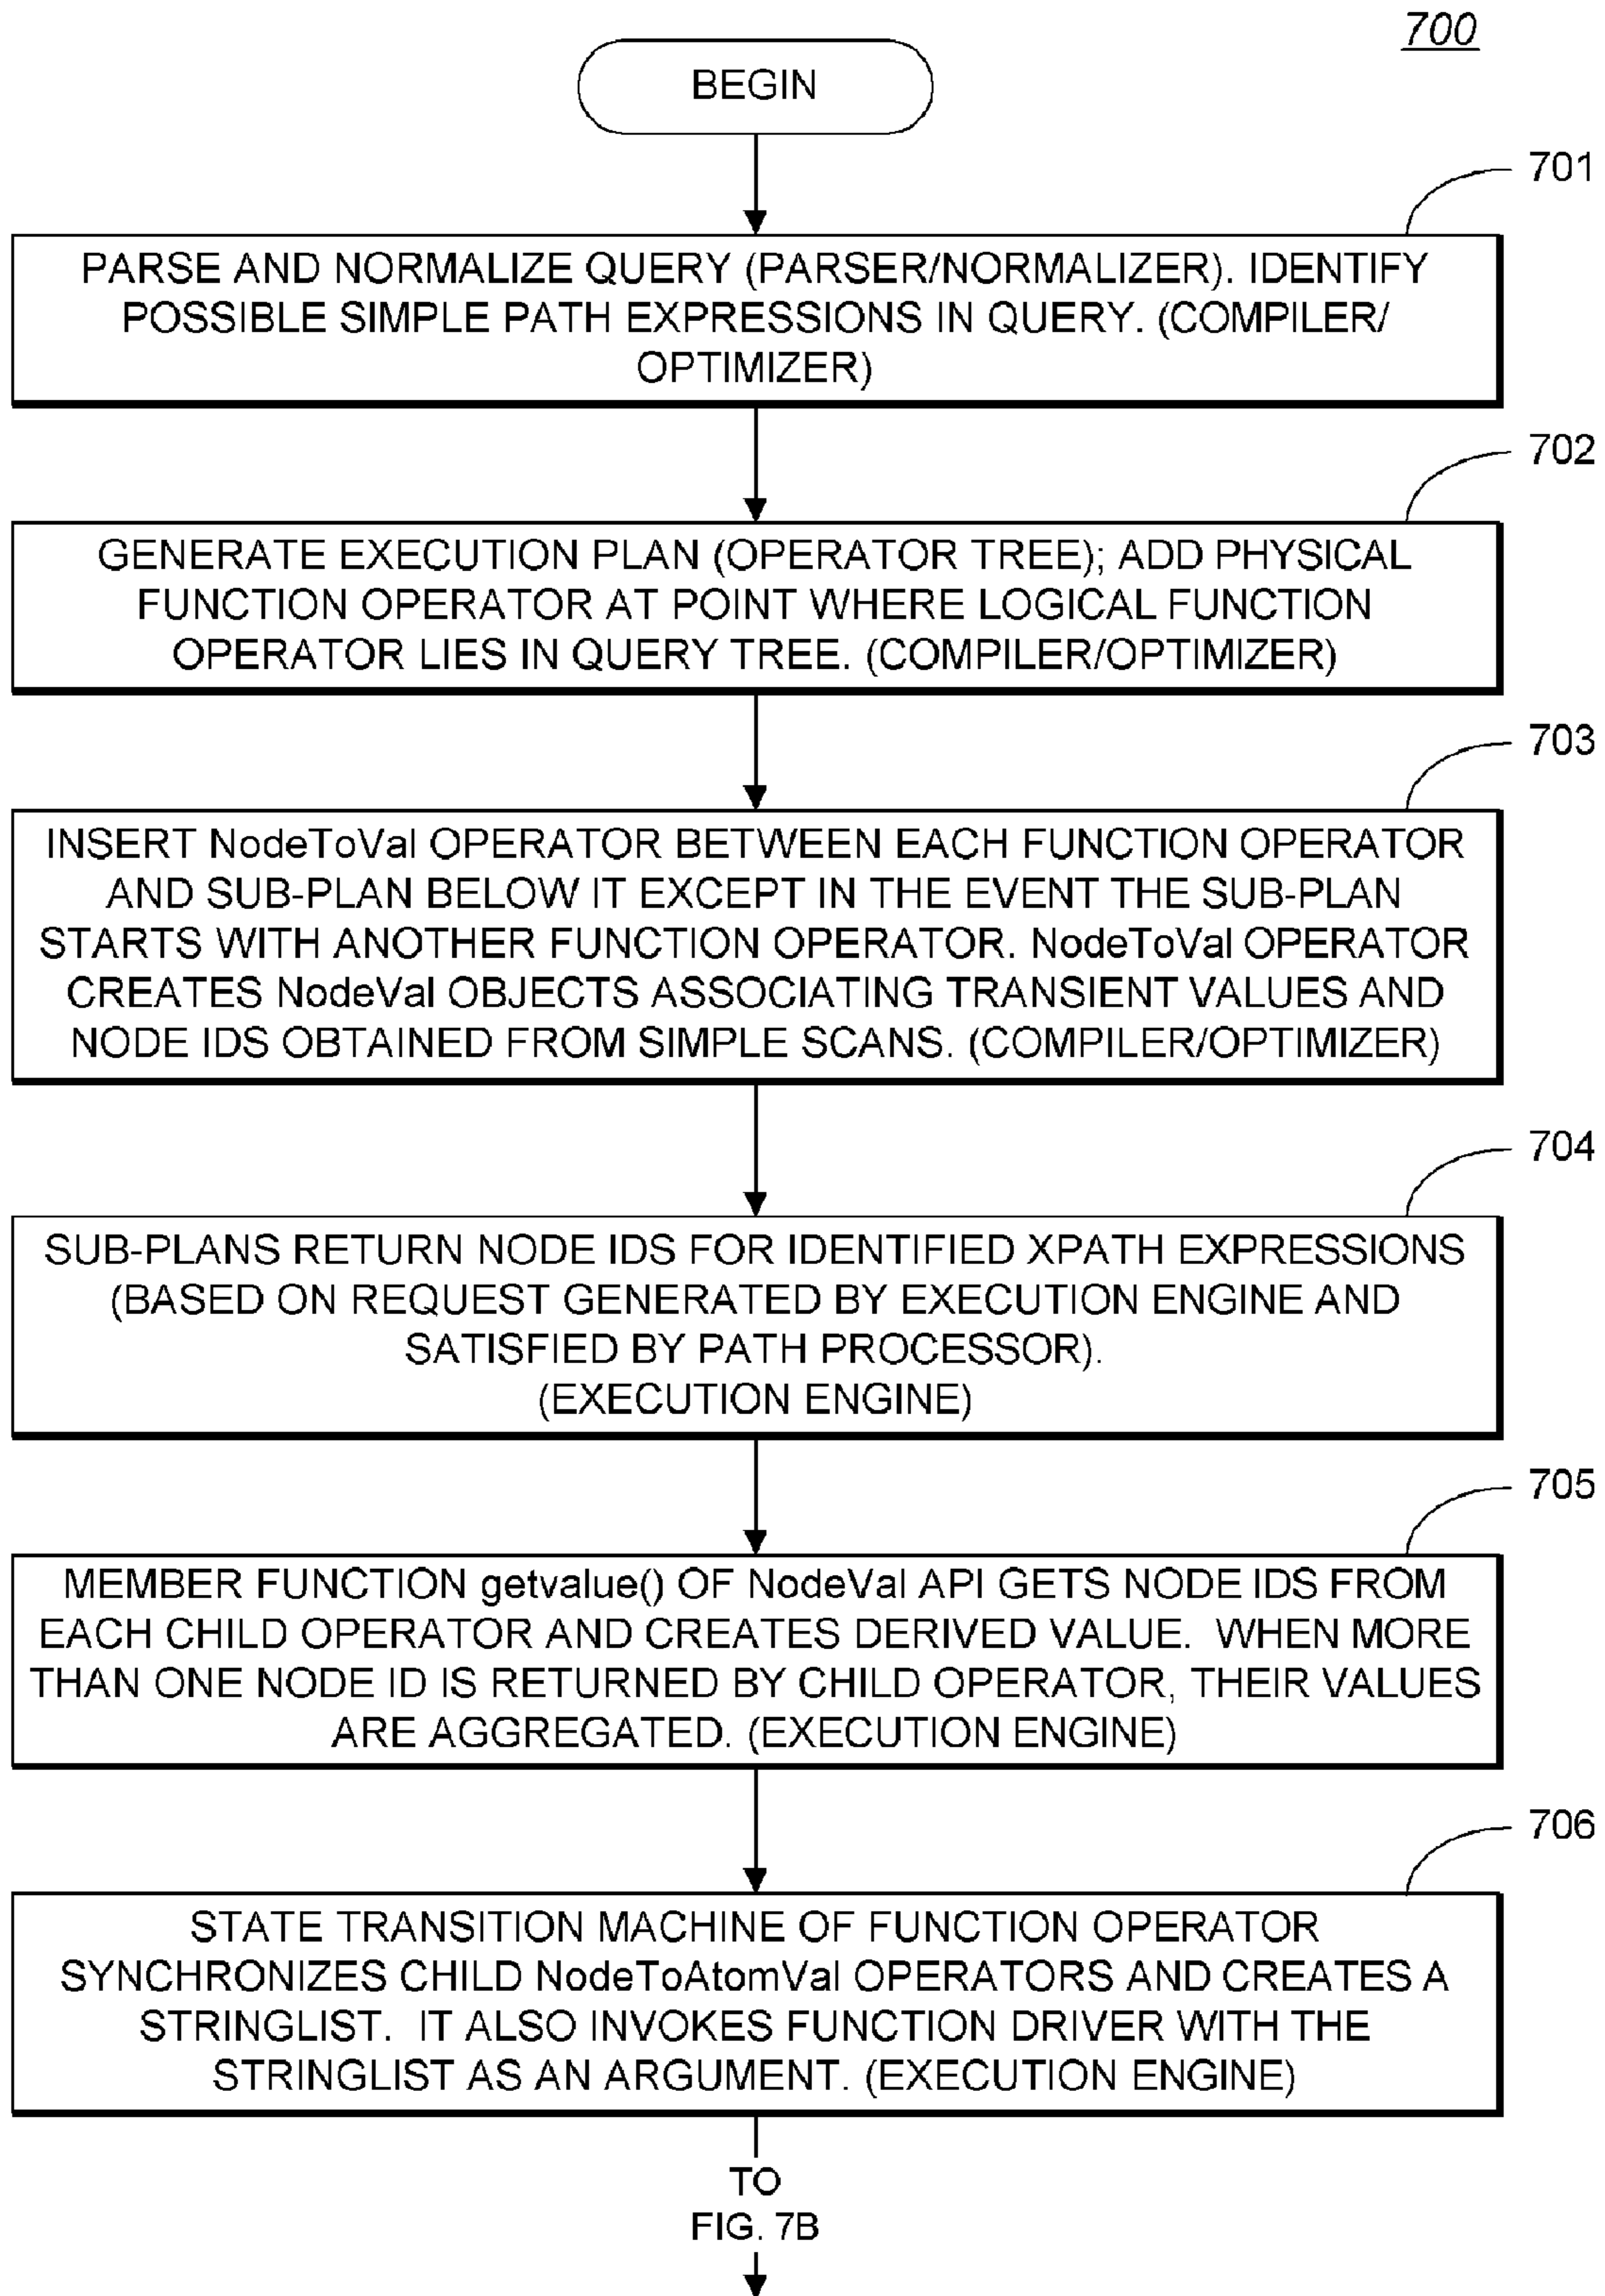 700
BEGIN
701
PARSE AND NORMALIZE QUERY (PARSER/NORMALIZER). IDENTIFY
POSSIBLE SIMPLE PATH EXPRESSIONS IN QUERY. (COMPILER/
OPTIMIZER)
702
GENERATE EXECUTION PLAN (OPERATOR TREE); ADD PHYSICAL
FUNCTION OPERATOR AT POINT WHERE LOGICAL FUNCTION
OPERATOR LIES IN QUERY TREE. (COMPILER/OPTIMIZER)
703
INSERT NodeToVal OPERATOR BETWEEN EACH FUNCTION OPERATOR
AND SUB-PLAN BELOW IT EXCEPT IN THE EVENT THE SUB-PLAN
STARTS WITH ANOTHER FUNCTION OPERATOR. NodeToVal OPERATOR
CREATES NodeVal OBJECTS ASSOCIATING TRANSIENT VALUES AND
NODE IDS OBTAINED FROM SIMPLE SCANS. (COMPILER/OPTIMIZER)
704
SUB-PLANS RETURN NODE IDS FOR IDENTIFIED XPATH EXPRESSIONS
(BASED ON REQUEST GENERATED BY EXECUTION ENGINE AND
SATISFIED BY PATH PROCESSOR).
(EXECUTION ENGINE)
705
MEMBER FUNCTION getvalue() OF NodeVal API GETS NODE IDS FROM
EACH CHILD OPERATOR AND CREATES DERIVED VALUE. WHEN MORE
THAN ONE NODE ID IS RETURNED BY CHILD OPERATOR, THEIR VALUES
ARE AGGREGATED. (EXECUTION ENGINE)
706
STATE TRANSITION MACHINE OF FUNCTION OPERATOR
SYNCHRONIZES CHILD NodeToAtomVal OPERATORS AND CREATES A
STRINGLIST. IT ALSO INVOKES FUNCTION DRIVER WITH THE
STRINGLIST AS AN ARGUMENT. (EXECUTION ENGINE)
TO
FIG. 7B